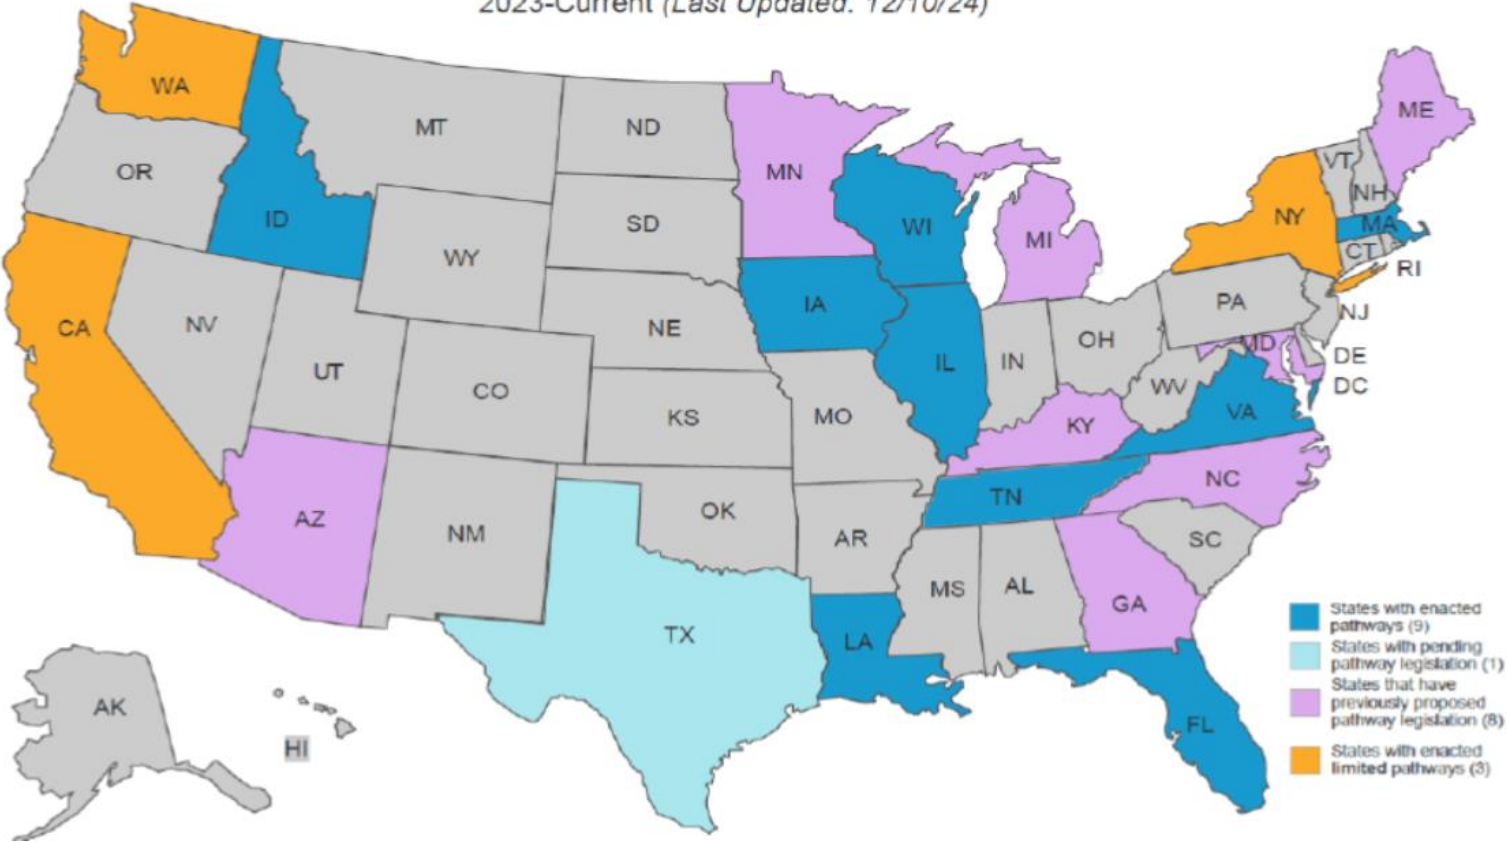 2023-Current (Last Updated: 12/10/24)
WA
MT
ND
MN
ME
OR
VT
NH
ID
SD
WI
MI
NY
MA
WY
CT
RI
IA
PA
NJ
CA
NV
NE
OH
MD
DE
UT
CO
IL
IN
WV
DC
KS
MO
KY
VA
AZ
NM
OK
TN
NC
AR
SC
MS
AL
GA
TX
LA
FL
AK
HI
States with enacted
pathways (9)
States with pending
pathway legislation (1)
States that have
previously proposed
pathway legislation (8)
States with enacted
limited pathways (3)